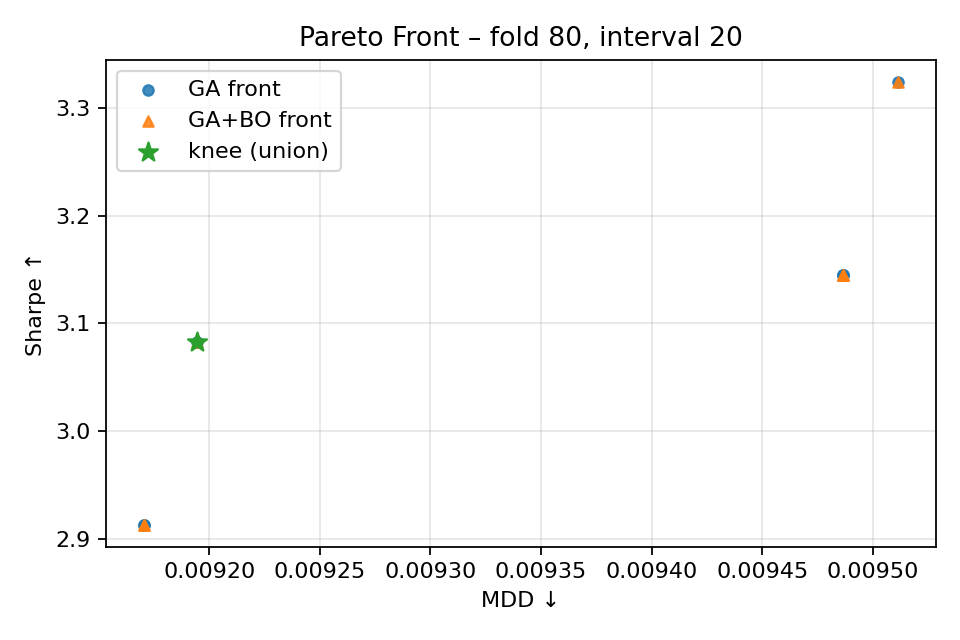 Pareto Front – fold 80, interval 20
GA front
GA+BO front
knee (union)
Sharpe ↑
3.3
3.2
3.1
3.0
2.9
0.00920 0.00925 0.00930 0.00935 0.00940 0.00945 0.00950
MDD ↓